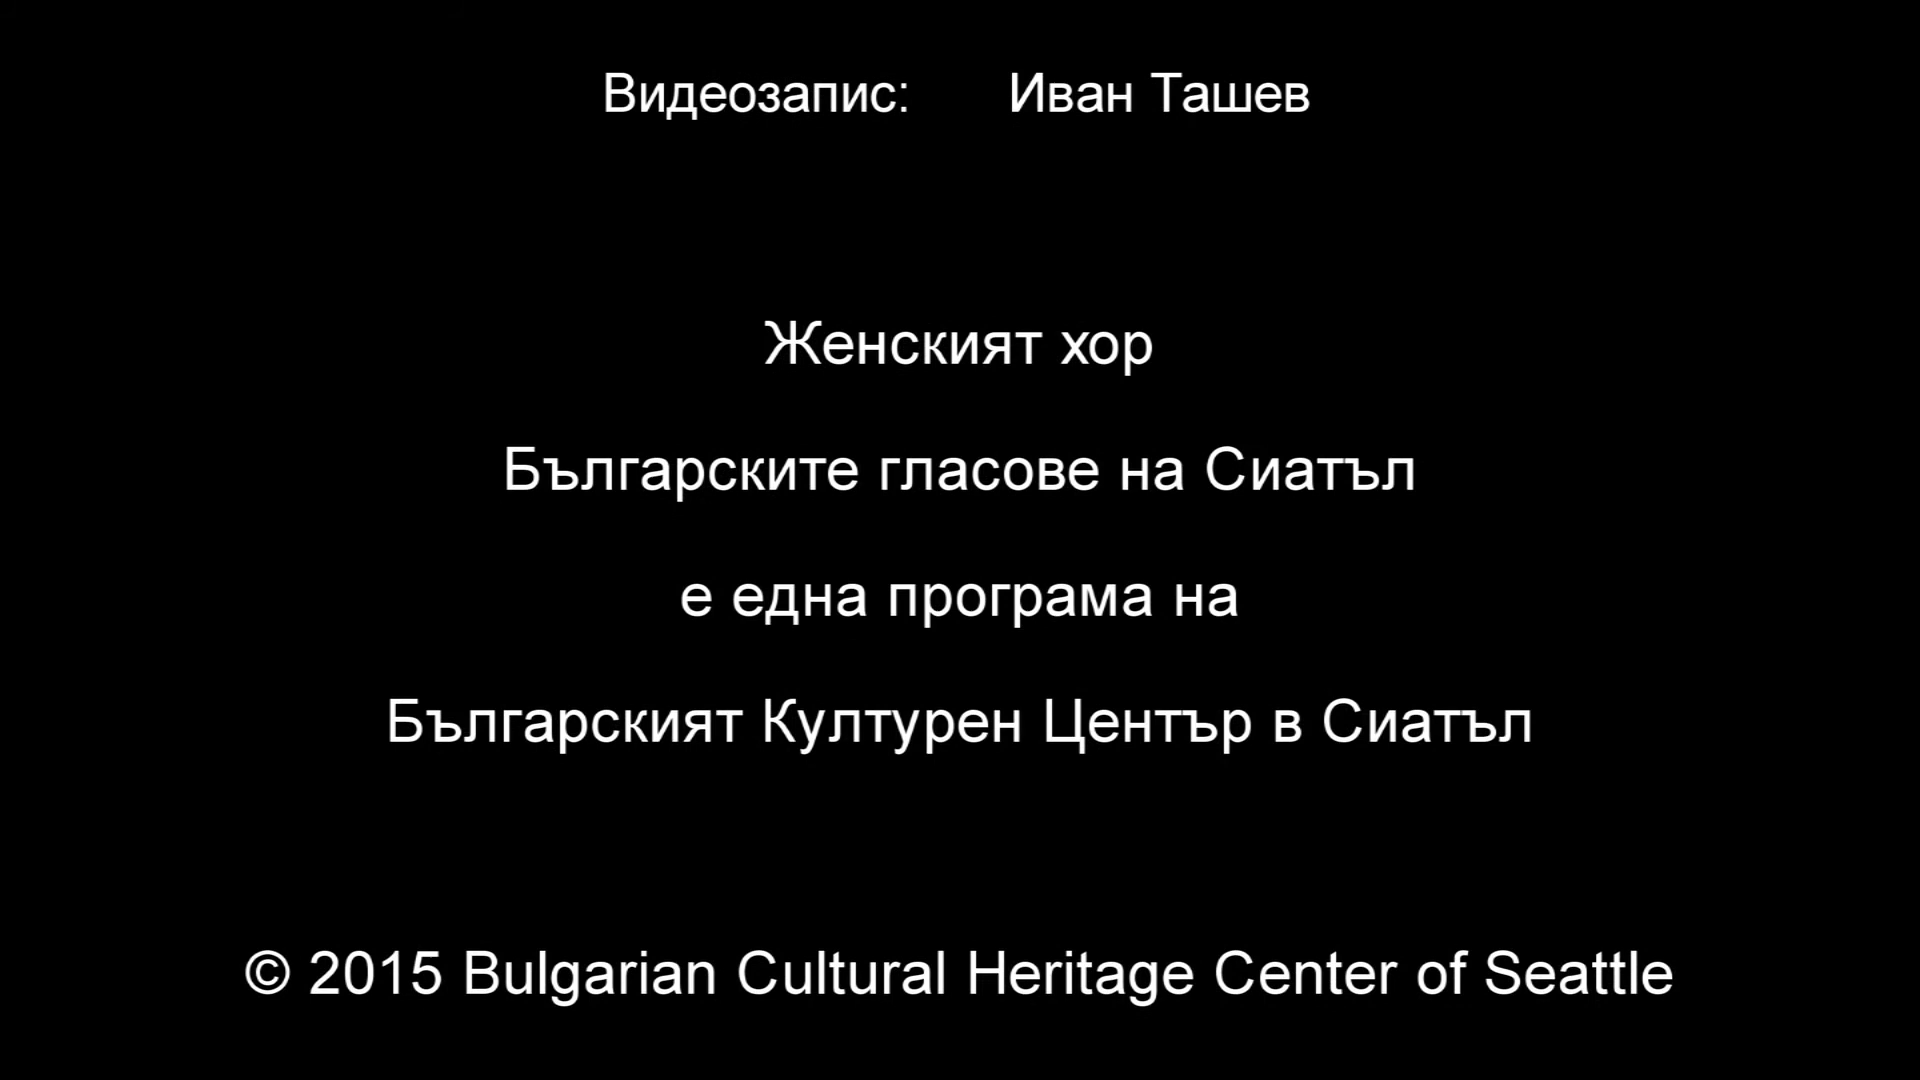 Видеозапис: Иван Ташев
Женският хор
Българските гласове на Сиатъл
е една програма на
Българският Културен Център в Сиатъл
© 2015 Bulgarian Cultural Heritage Center of Seattle